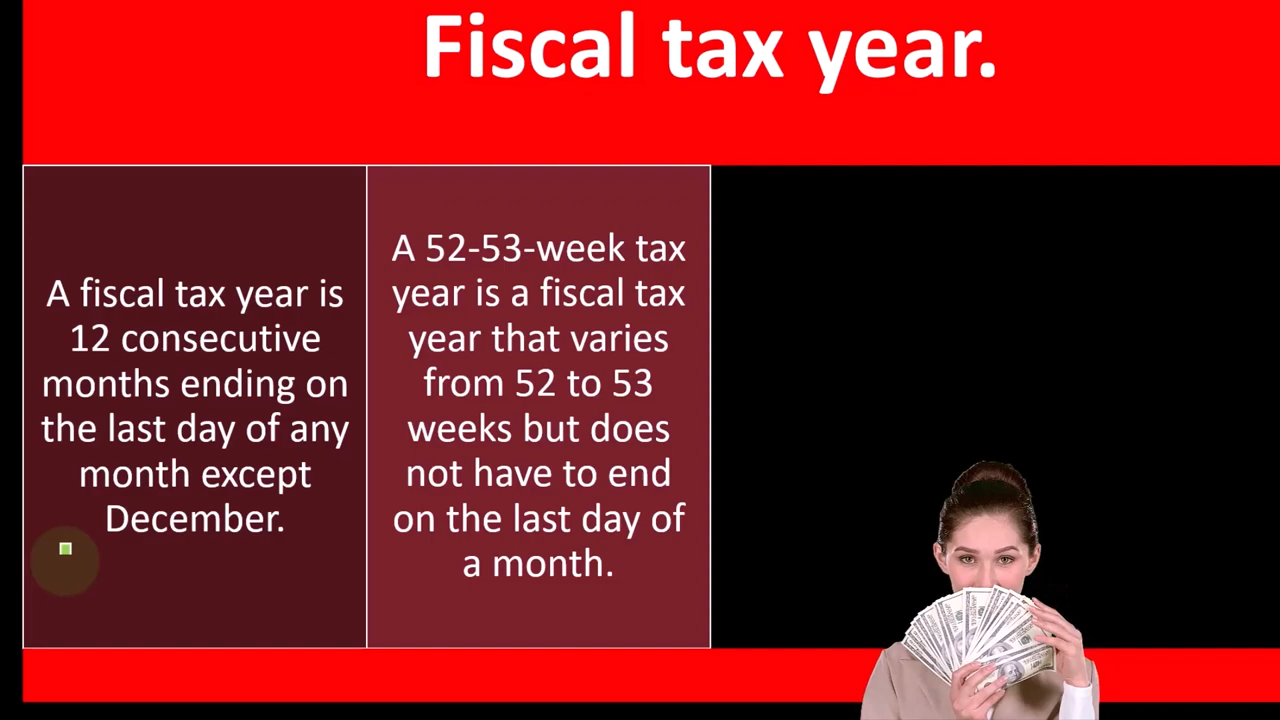 Fiscal tax year.
A fiscal tax year is
12 consecutive
months ending on
the last day of any
month except
December.
A 52-53-week tax
year is a fiscal tax
year that varies
from 52 to 53
weeks but does
not have to end
on the last day of
a month.